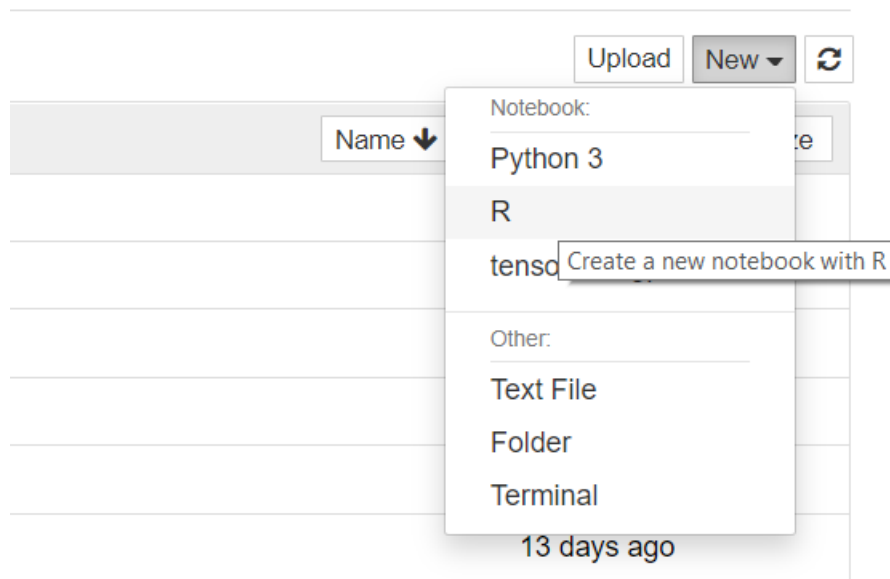 Upload New
Name
Notebook:
Python 3
R
Create a new notebook with R
Other:
Text File
Folder
Terminal
13 days ago